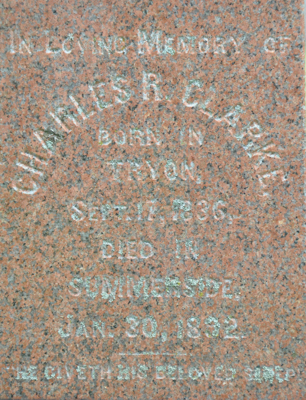 IN LOVING MEMORY OF
CHARLES R. CLARKE,
BORN IN
TRYON,
SEPT. 17, 1836,
DIED IN
SUMMERSIDE,
JAN. 30, 1892.
"HE GIVETH HIS BELOVED SLEEP"